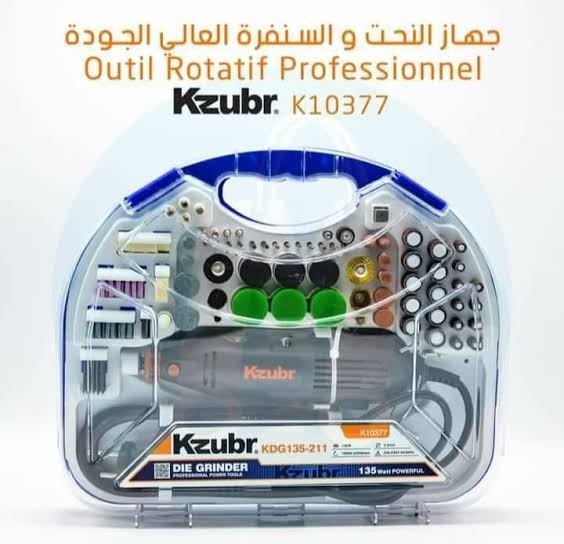 جهاز النحت و السنفرة العالي الجودة
Outil Rotatif Professionnel
Kzubr® K10377
Kzubr
K10377
Kzubr® KDG135-211
DIE GRINDER
PROFESSIONAL POWER TOOLS
Kzubr
135 Watt POWERFUL